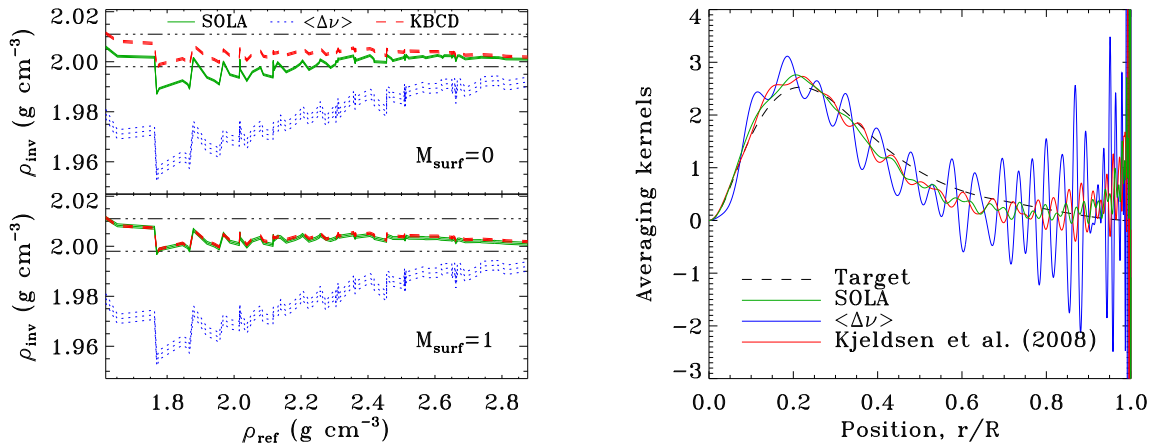 SOLA <Δν> KBCD
2.02
2.00
1.98
1.96
ρinv (g cm⁻³)
Msurf=0
2.02
2.00
1.98
1.96
ρinv (g cm⁻³)
Msurf=1
1.8 2.0 2.2 2.4 2.6 2.8
ρref (g cm⁻³)
4
3
2
1
0
−1
−2
−3
Averaging kernels
Target
SOLA
<Δν>
Kjeldsen et al. (2008)
0.0 0.2 0.4 0.6 0.8 1.0
Position, r/R